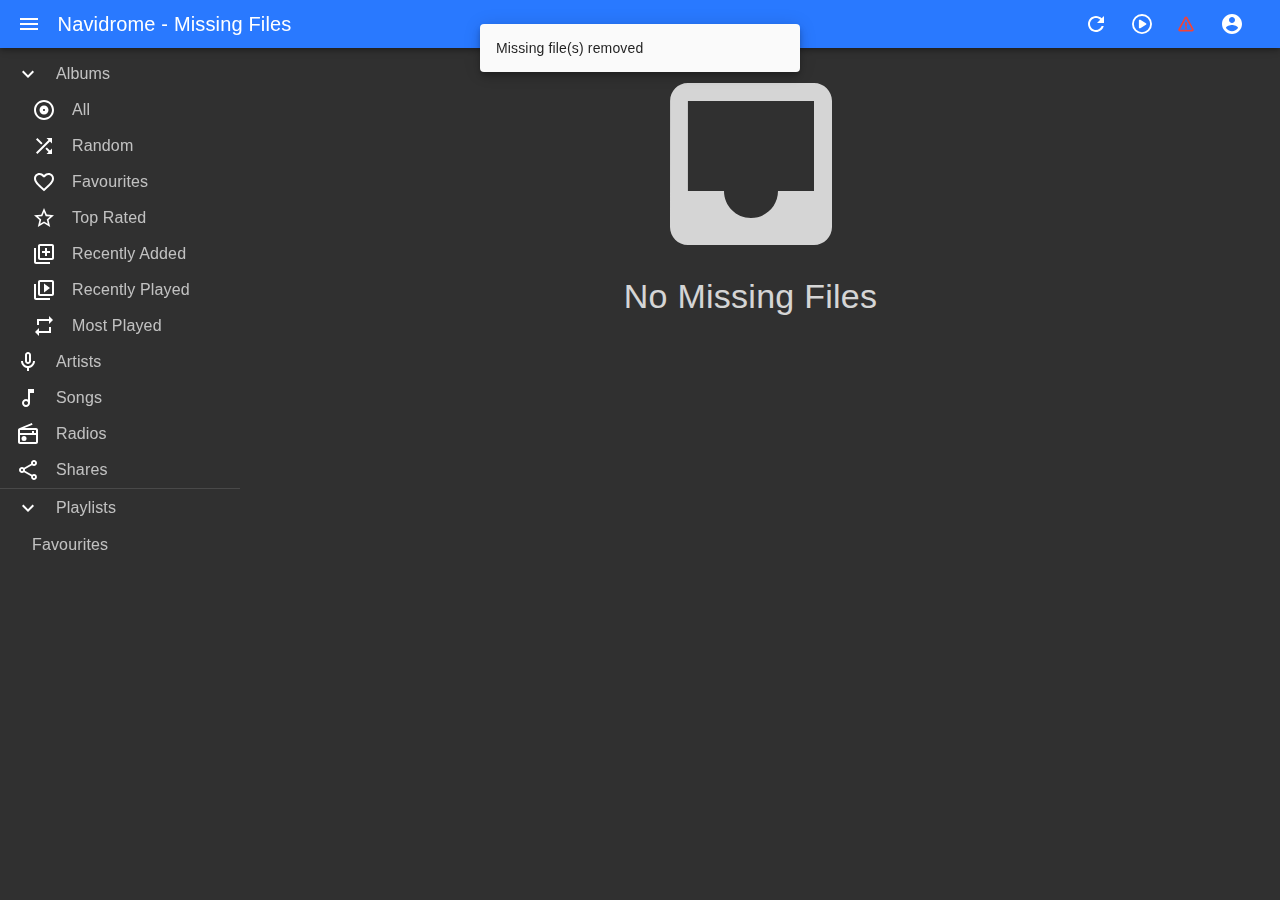 Navidrome - Missing Files
Missing file(s) removed
Albums
All
Random
Favourites
Top Rated
Recently Added
Recently Played
Most Played
Artists
Songs
Radios
Shares
Playlists
Favourites
No Missing Files